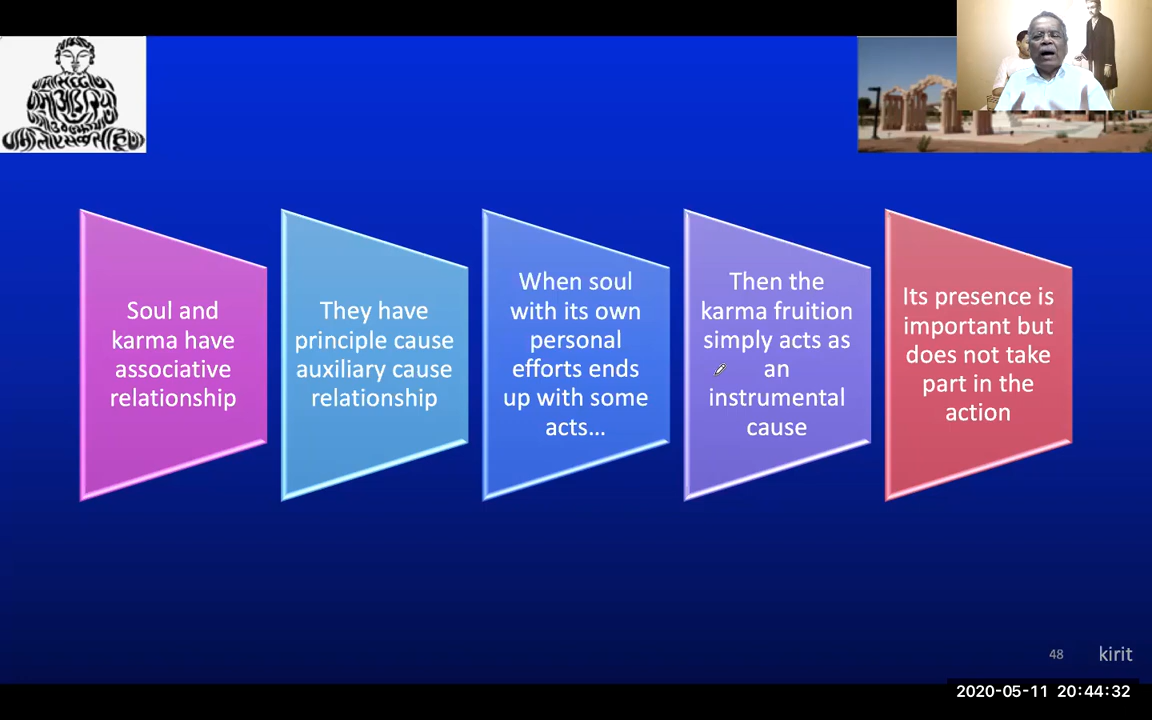 Soul and
karma have
associative
relationship
They have
principle cause
auxiliary cause
relationship
When soul
with its own
personal
efforts ends
up with some
acts...
Then the
karma fruition
simply acts as
an
instrumental
cause
Its presence is
important but
does not take
part in the
action
48
kirit
2020-05-11 20:44:32